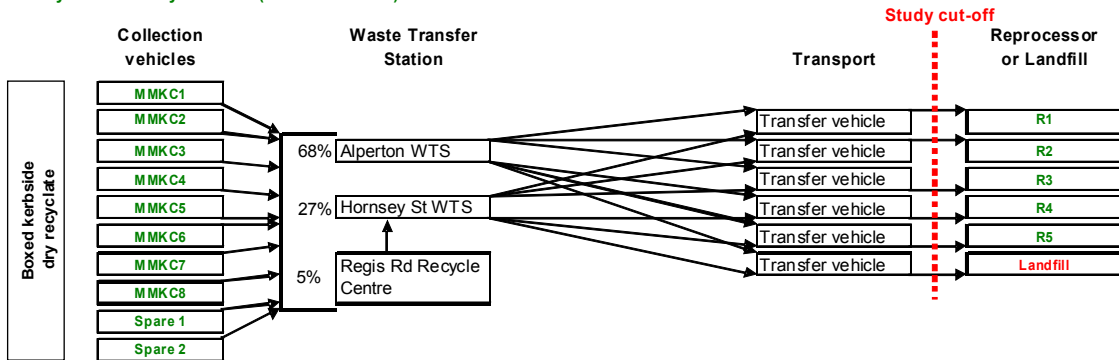 Study cut-off
Collection vehicles
Waste Transfer Station
Transport
Reprocessor or Landfill
Boxed kerbside dry recyclate
MMKC1
MMKC2
MMKC3
MMKC4
MMKC5
MMKC6
MMKC7
MMKC8
Spare 1
Spare 2
68% Alperton WTS
27% Hornsey St WTS
5% Regis Rd Recycle Centre
Transfer vehicle
Transfer vehicle
Transfer vehicle
Transfer vehicle
Transfer vehicle
Transfer vehicle
R1
R2
R3
R4
R5
Landfill